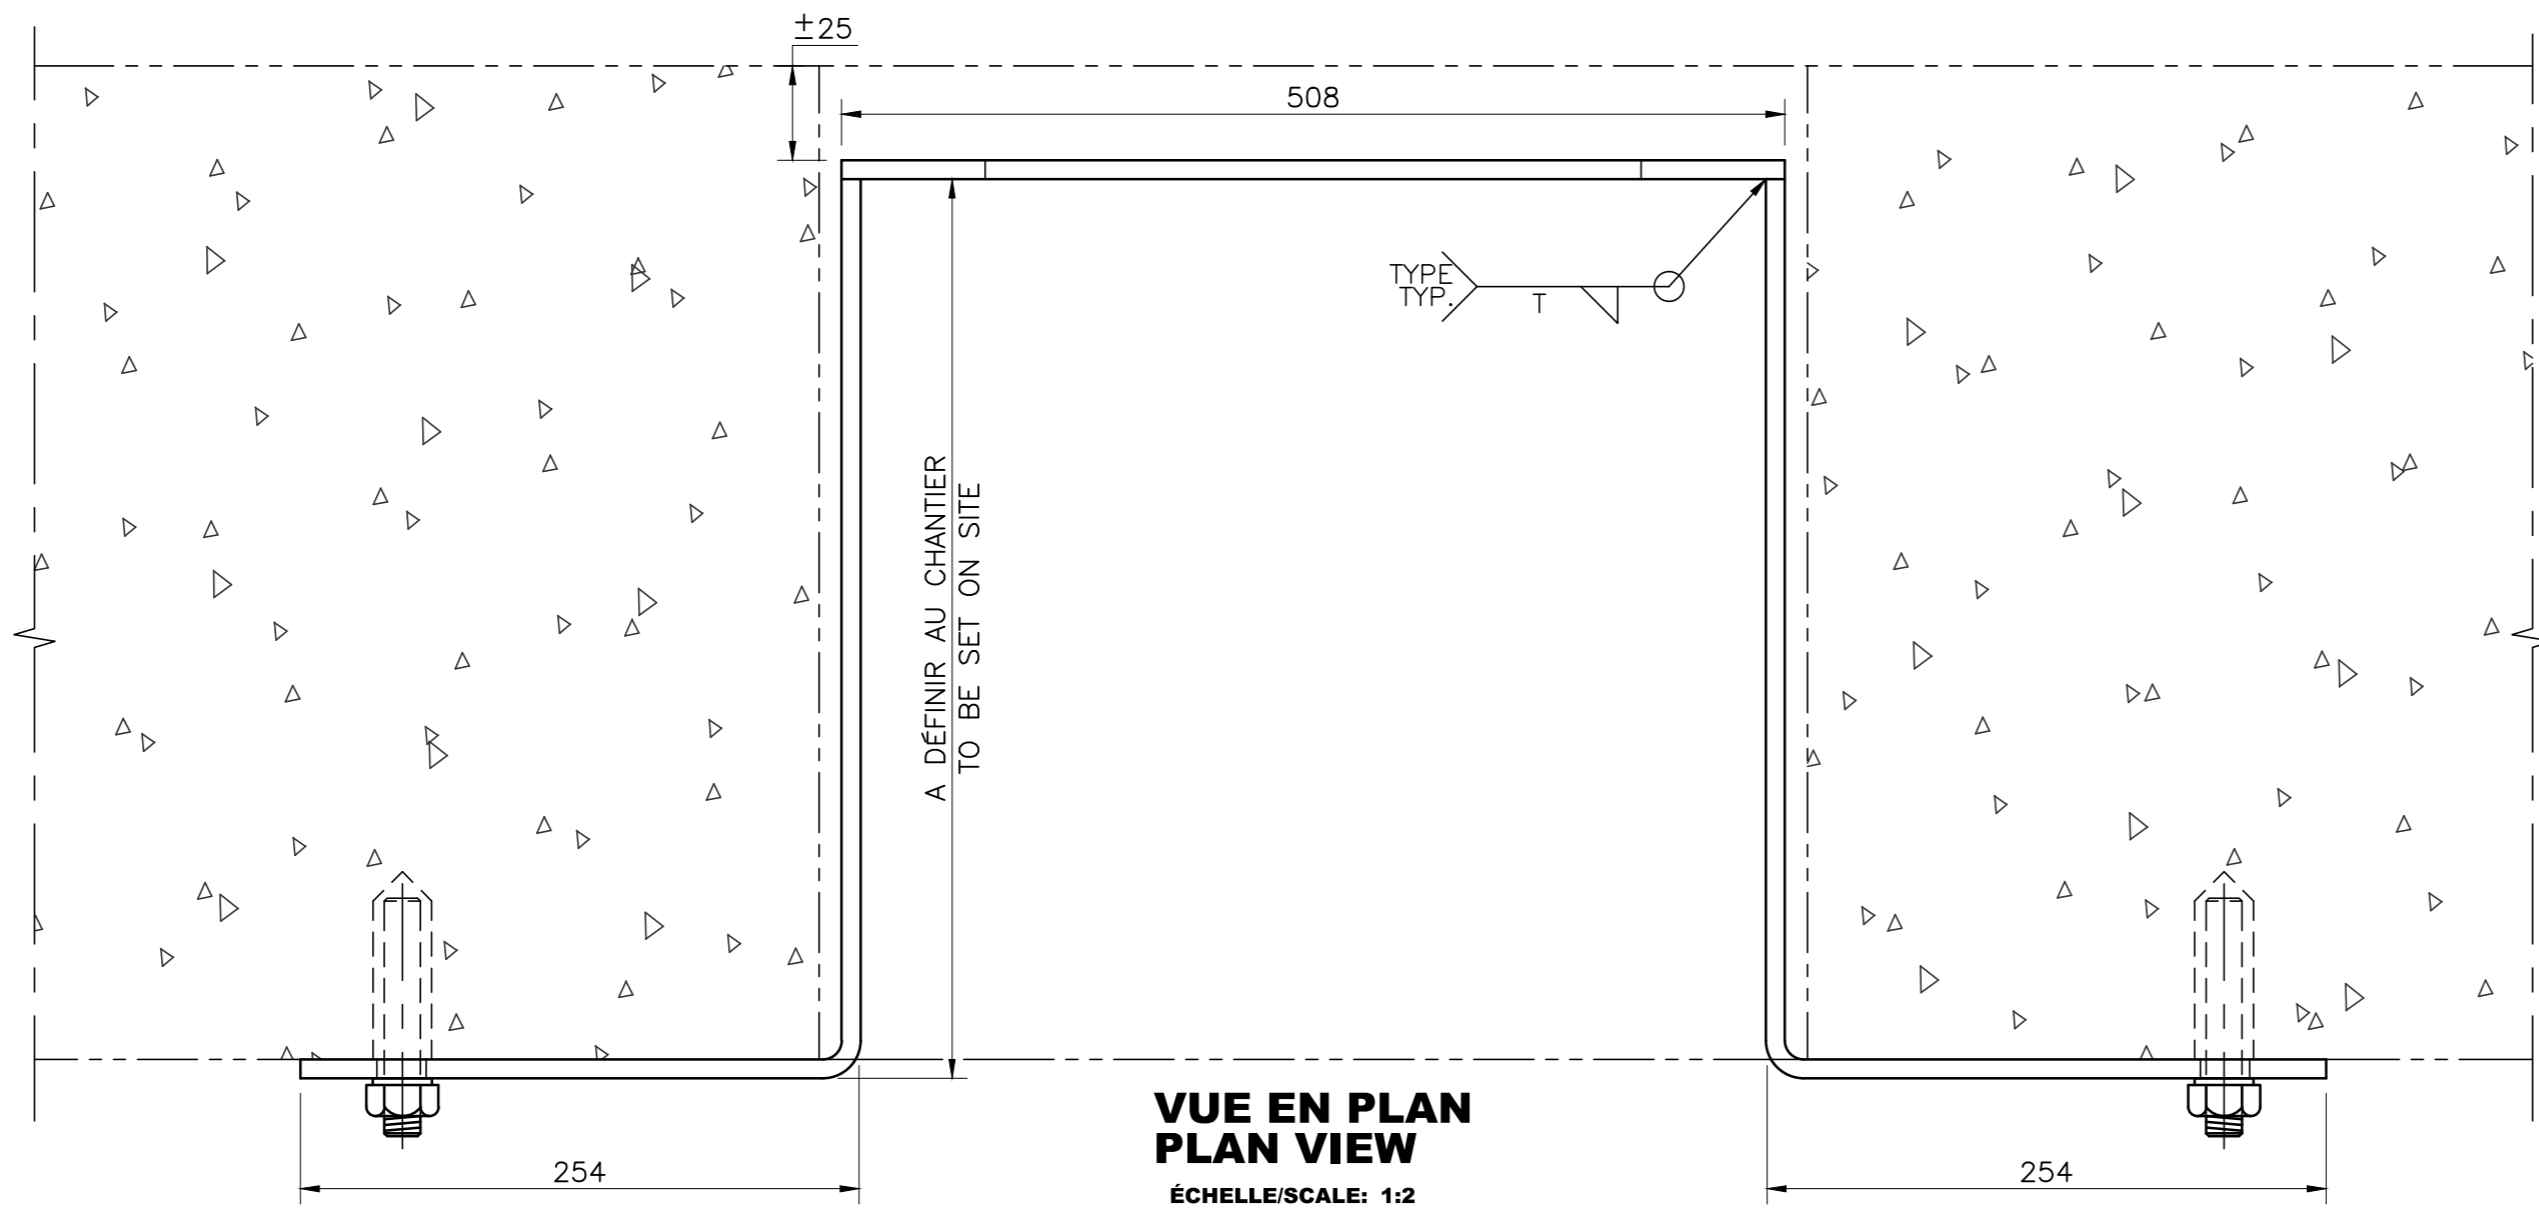 ±25
508
TYPE
TYP.
T
A DÉFINIR AU CHANTIER
TO BE SET ON SITE
VUE EN PLAN
PLAN VIEW
254
254
ÉCHELLE/SCALE: 1:2